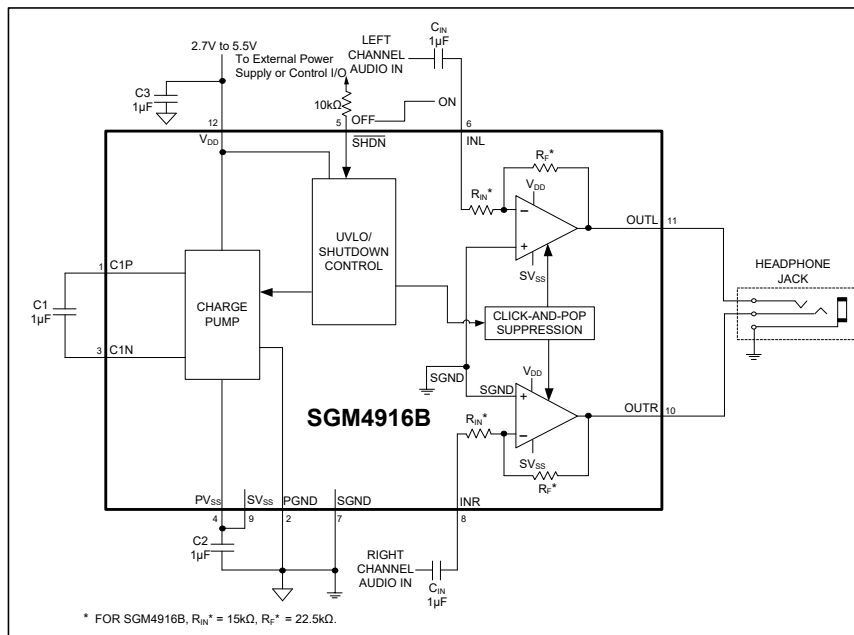 2.7V to 5.5V
To External Power
Supply or Control I/O
LEFT
CHANNEL
AUDIO IN
CIN
1µF
C3
1µF
10kΩ
OFF
ON
12
5
6
VDD
SHDN
INL
RF*
RIN*
VDD
−
+
SVSS
OUTL
11
UVLO/
SHUTDOWN
CONTROL
HEADPHONE
JACK
1
C1P
C1
1µF
CHARGE
PUMP
CLICK-AND-POP
SUPPRESSION
3
C1N
SGND
SGND
VDD
+
−
OUTR
10
SGM4916B
RIN*
SVSS
RF*
PVSS
SVSS
PGND
SGND
INR
4
9
2
7
8
C2
1µF
RIGHT
CHANNEL
AUDIO IN
CIN
1µF
* FOR SGM4916B, RIN* = 15kΩ, RF* = 22.5kΩ.